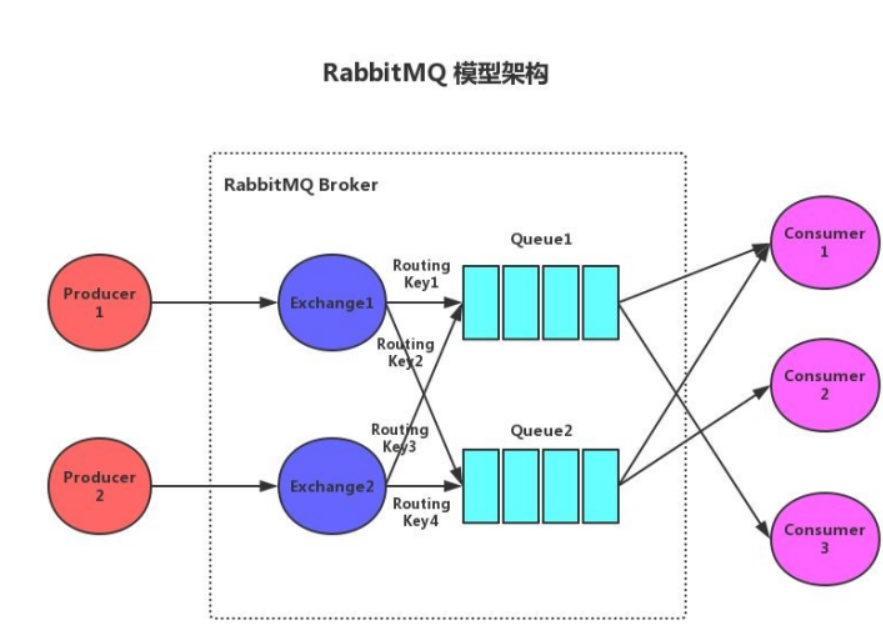 RabbitMQ 模型架构
RabbitMQ Broker
Producer
1
Exchange1
Routing
Key1
Queue1
Consumer
1
Routing
Key2
Consumer
2
Producer
2
Exchange2
Routing
Key3
Queue2
Routing
Key4
Consumer
3